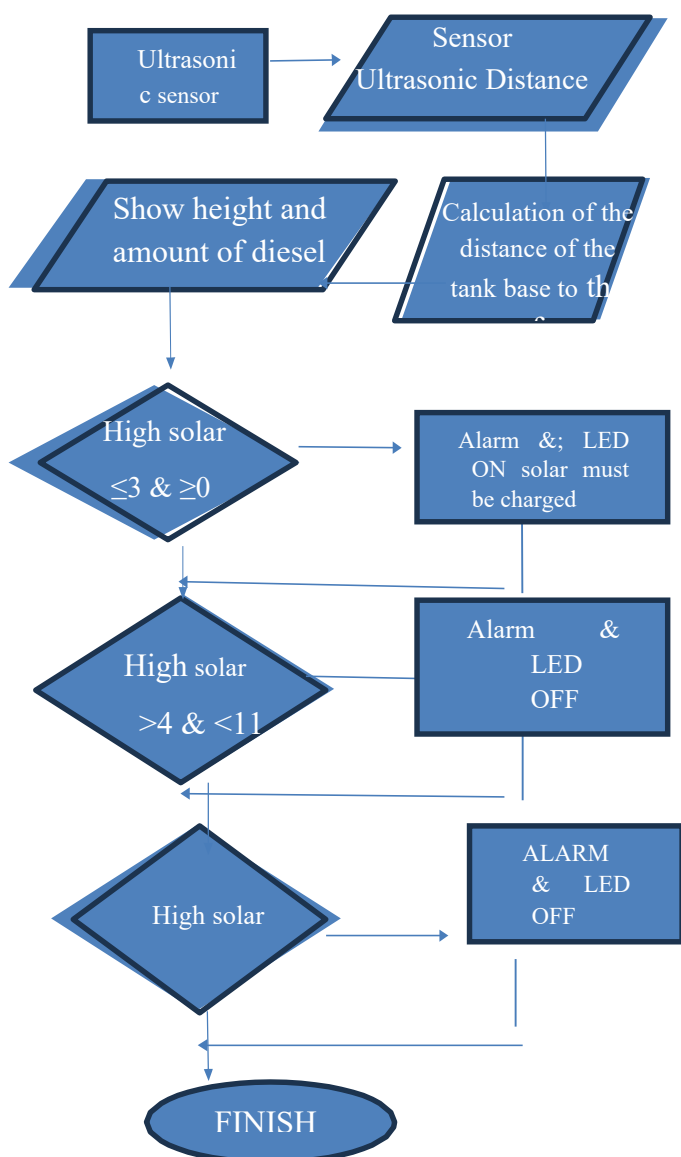 Ultrasoni
c sensor
Sensor
Ultrasonic Distance
Show height and
amount of diesel
Calculation of the
distance of the
tank base to th
High solar
≤3 & ≥0
Alarm &; LED
ON solar must
be charged
High solar
>4 & <11
Alarm &
LED
OFF
High solar
ALARM
& LED
OFF
FINISH